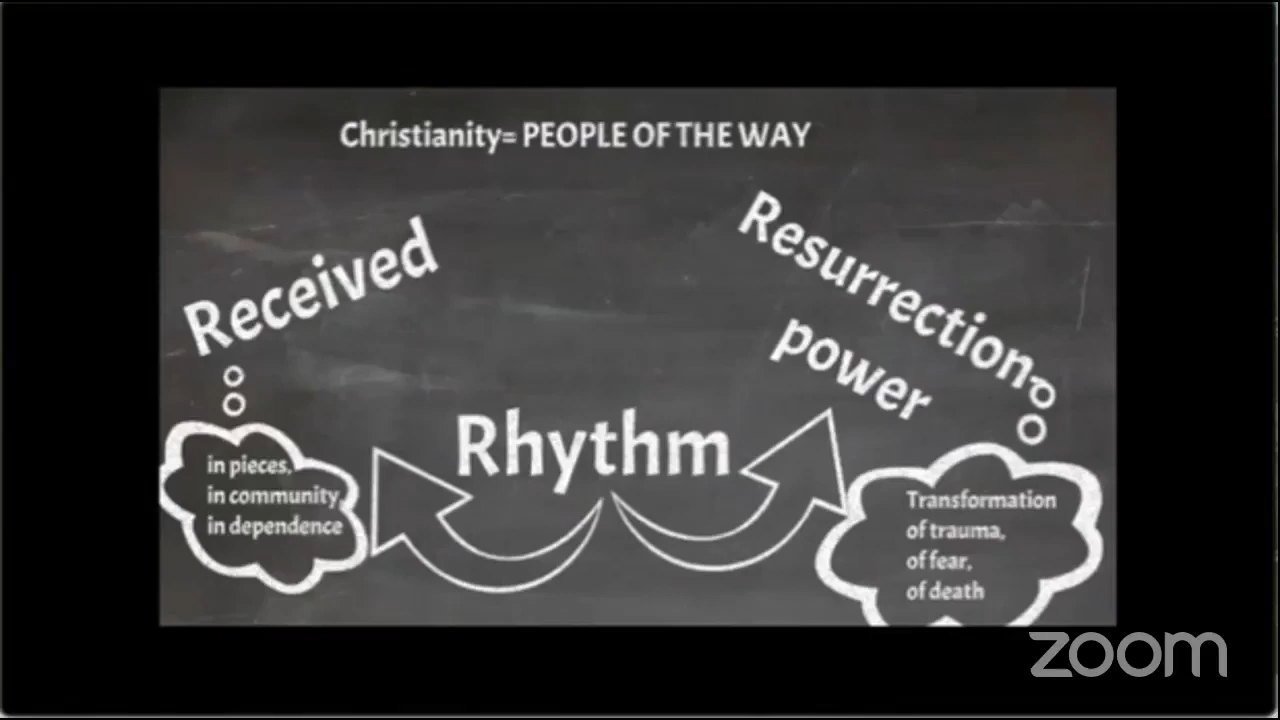 Christianity= PEOPLE OF THE WAY
Received
Resurrection
power
Rhythm
in pieces,
in community,
in dependence
Transformation
of trauma,
of fear,
of death
zoom